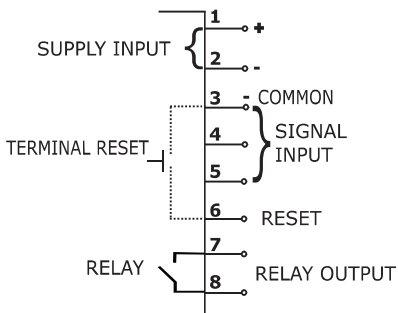 1 +
SUPPLY INPUT
2 -
3 - COMMON
4 SIGNAL
INPUT
TERMINAL RESET
5
6 RESET
7
RELAY RELAY OUTPUT
8